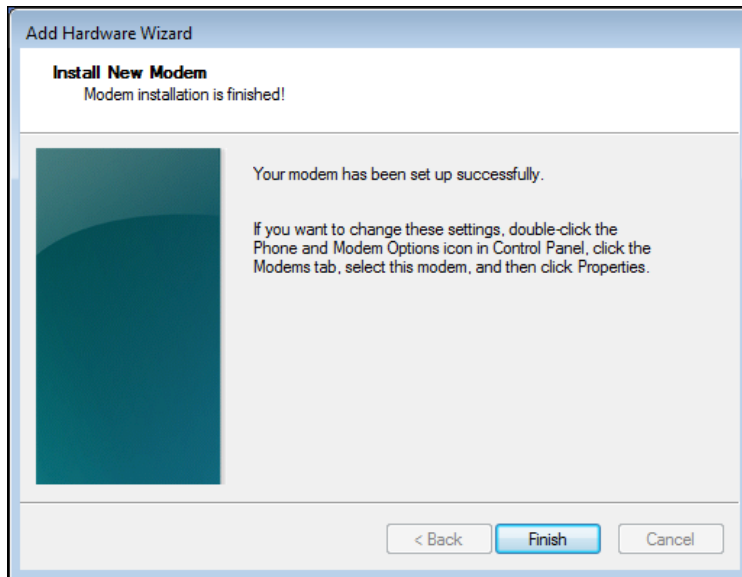 Add Hardware Wizard
Install New Modem
Modem installation is finished!
Your modem has been set up successfully.
If you want to change these settings, double-click the
Phone and Modem Options icon in Control Panel, click the
Modems tab, select this modem, and then click Properties.
< Back
Finish
Cancel